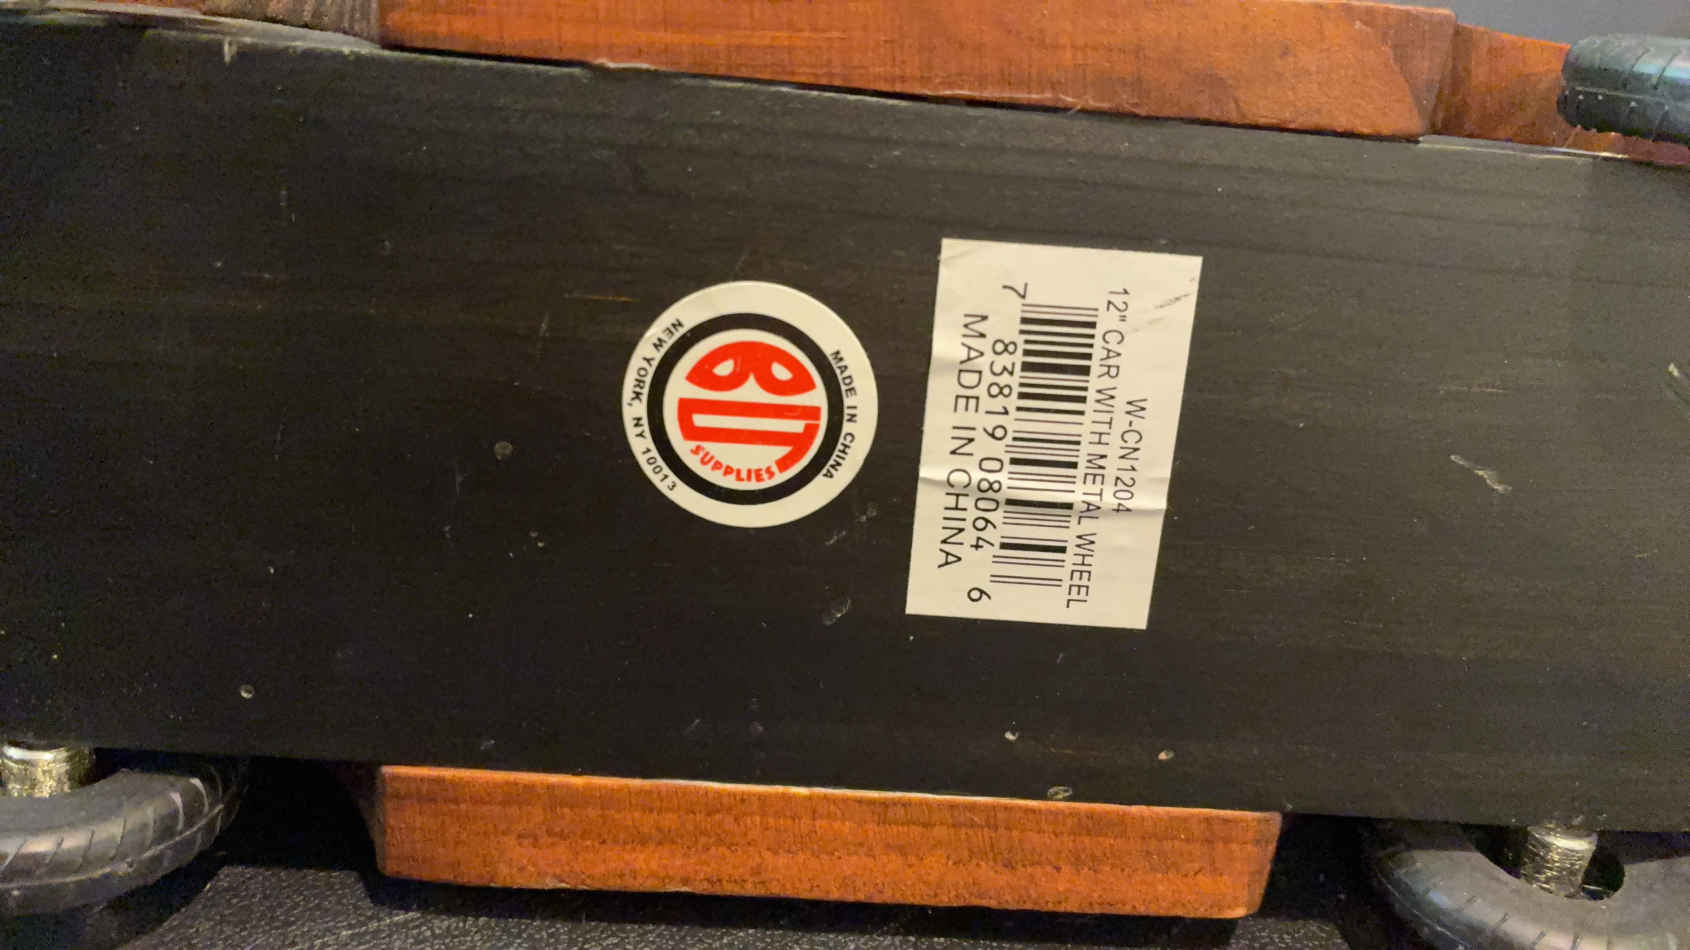 MADE IN CHINA
SUPPLIES
NEW YORK, NY 10013
W-CN1204
12" CAR WITH METAL WHEEL
7 83819 08064 6
MADE IN CHINA